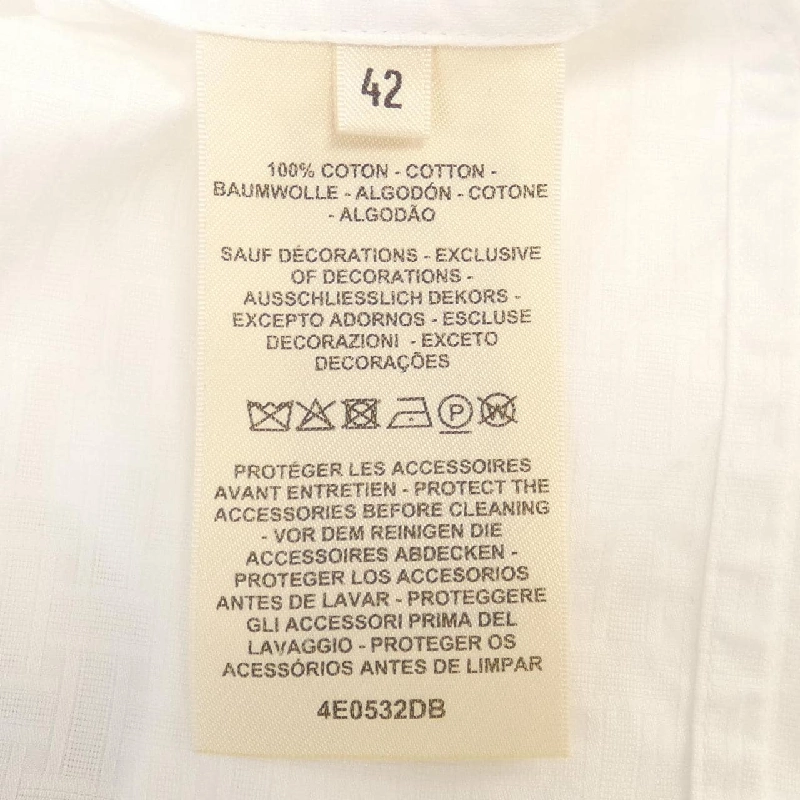 42
100% COTON - COTTON -
BAUMWOLLE - ALGODÓN - COTONE
- ALGODÃO
SAUF DÉCORATIONS - EXCLUSIVE
OF DECORATIONS -
AUSSCHLIESSLICH DEKORS -
EXCEPTO ADORNOS - ESCLUSE
DECORAZIONI - EXCETO
DECORAÇÕES
P W
PROTÉGER LES ACCESSOIRES
AVANT ENTRETIEN - PROTECT THE
ACCESSORIES BEFORE CLEANING
- VOR DEM REINIGEN DIE
ACCESSOIRES ABDECKEN -
PROTEGER LOS ACCESORIOS
ANTES DE LAVAR - PROTEGGERE
GLI ACCESSORI PRIMA DEL
LAVAGGIO - PROTEGER OS
ACESSÓRIOS ANTES DE LIMPAR
4E0532DB